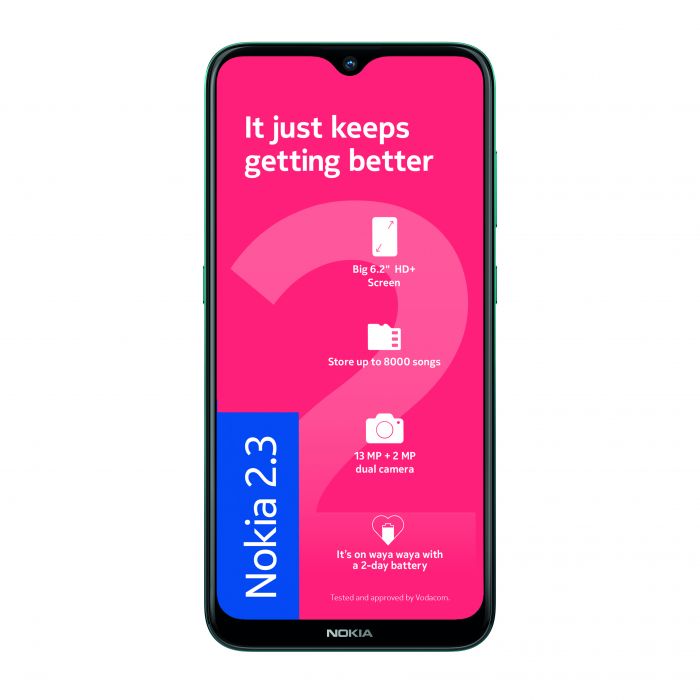 It just keeps
getting better
Big 6.2" HD+
Screen
Store up to 8000 songs
13 MP + 2 MP
dual camera
It's on waya waya with
a 2-day battery
Tested and approved by Vodacom.
Nokia 2.3
NOKIA